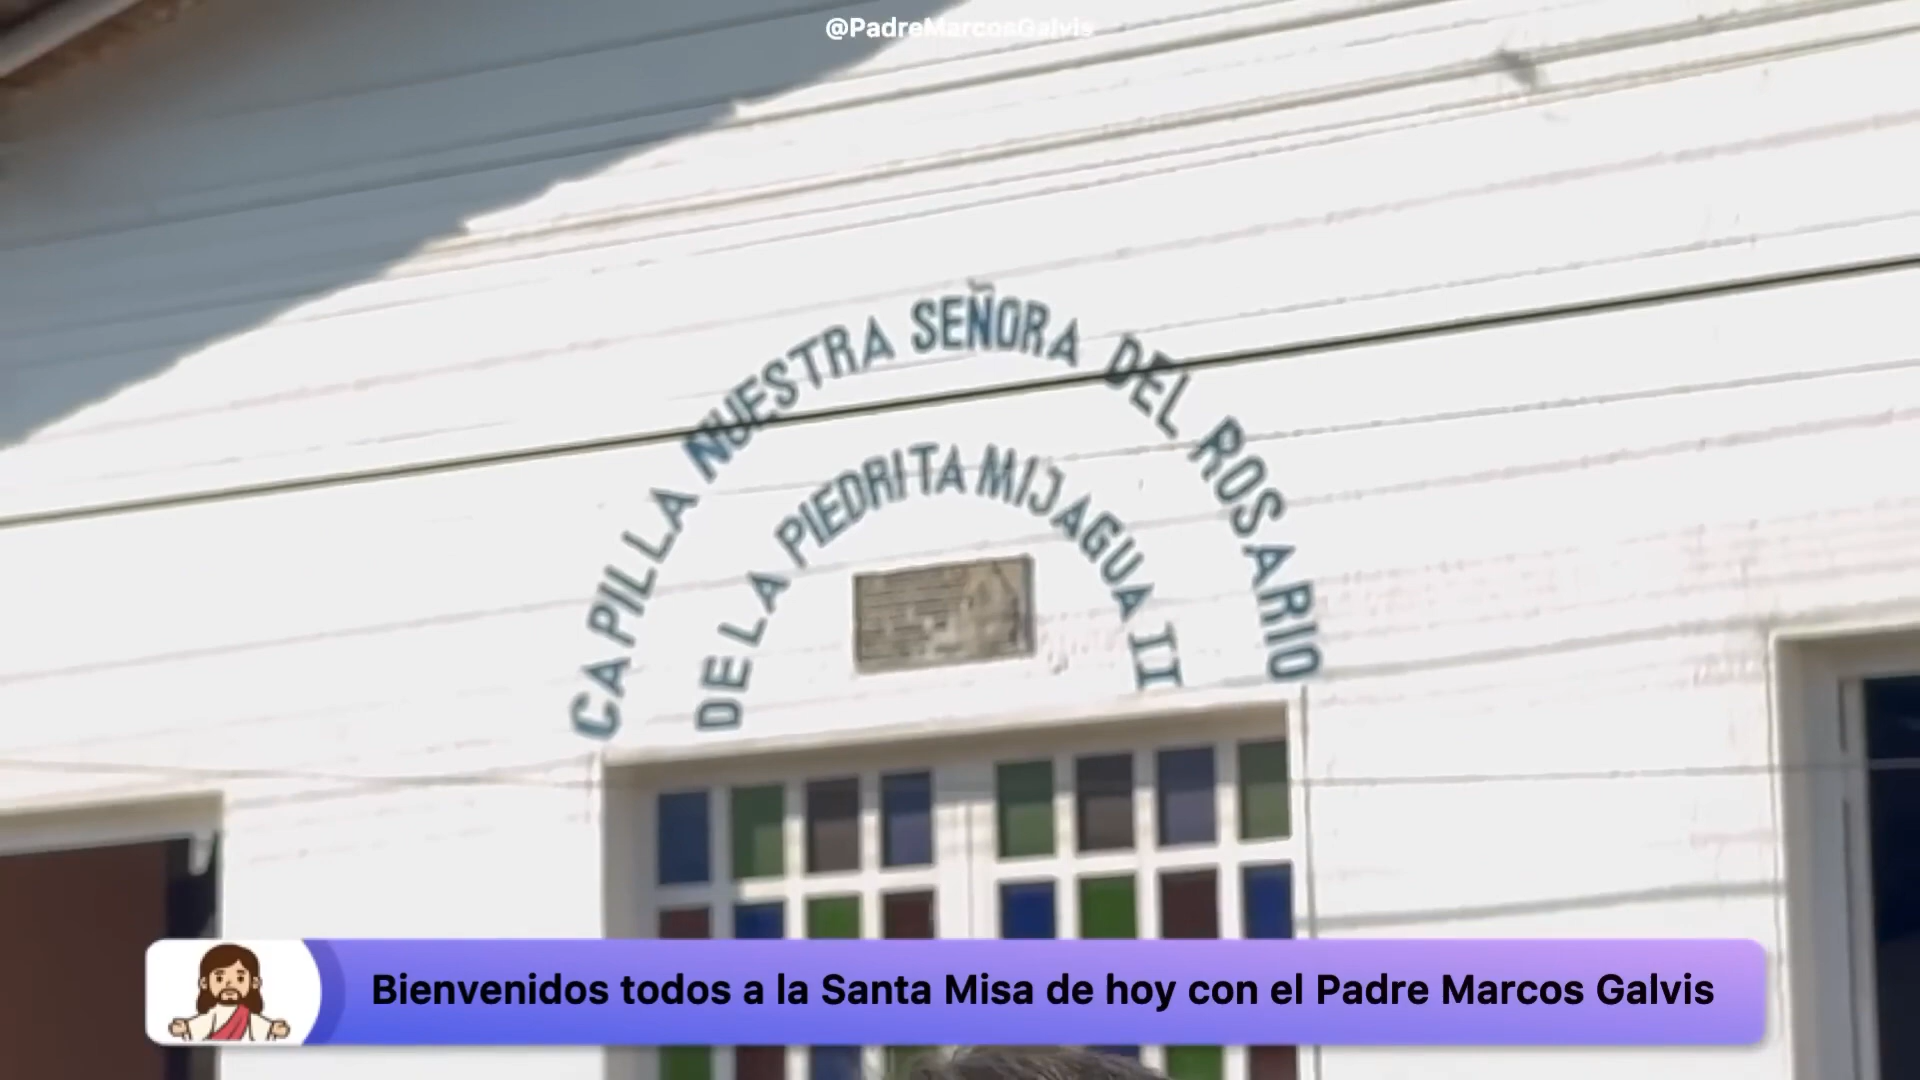 @PadreMarcosGalvis
CAPILLA NUESTRA SEÑORA DEL ROSARIO
DE LA PIEDRITA MIJAGUA II
Bienvenidos todos a la Santa Misa de hoy con el Padre Marcos Galvis